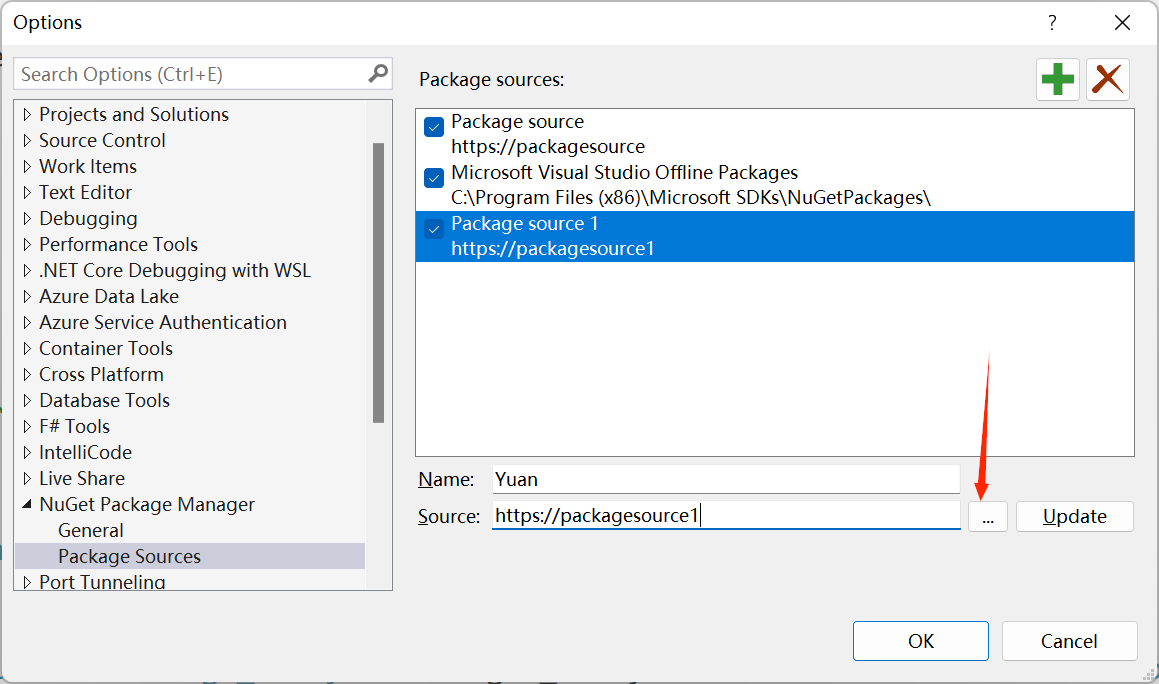 Options
?
Search Options (Ctrl+E)
Projects and Solutions
Source Control
Work Items
Text Editor
Debugging
Performance Tools
.NET Core Debugging with WSL
Azure Data Lake
Azure Service Authentication
Container Tools
Cross Platform
Database Tools
F# Tools
IntelliCode
Live Share
NuGet Package Manager
General
Package Sources
Port Tunneling
Package sources:
Package source
https://packagesource
Microsoft Visual Studio Offline Packages
C:\Program Files (x86)\Microsoft SDKs\NuGetPackages\
Package source 1
https://packagesource1
Name: Yuan
Source: https://packagesource1 ... Update
OK Cancel